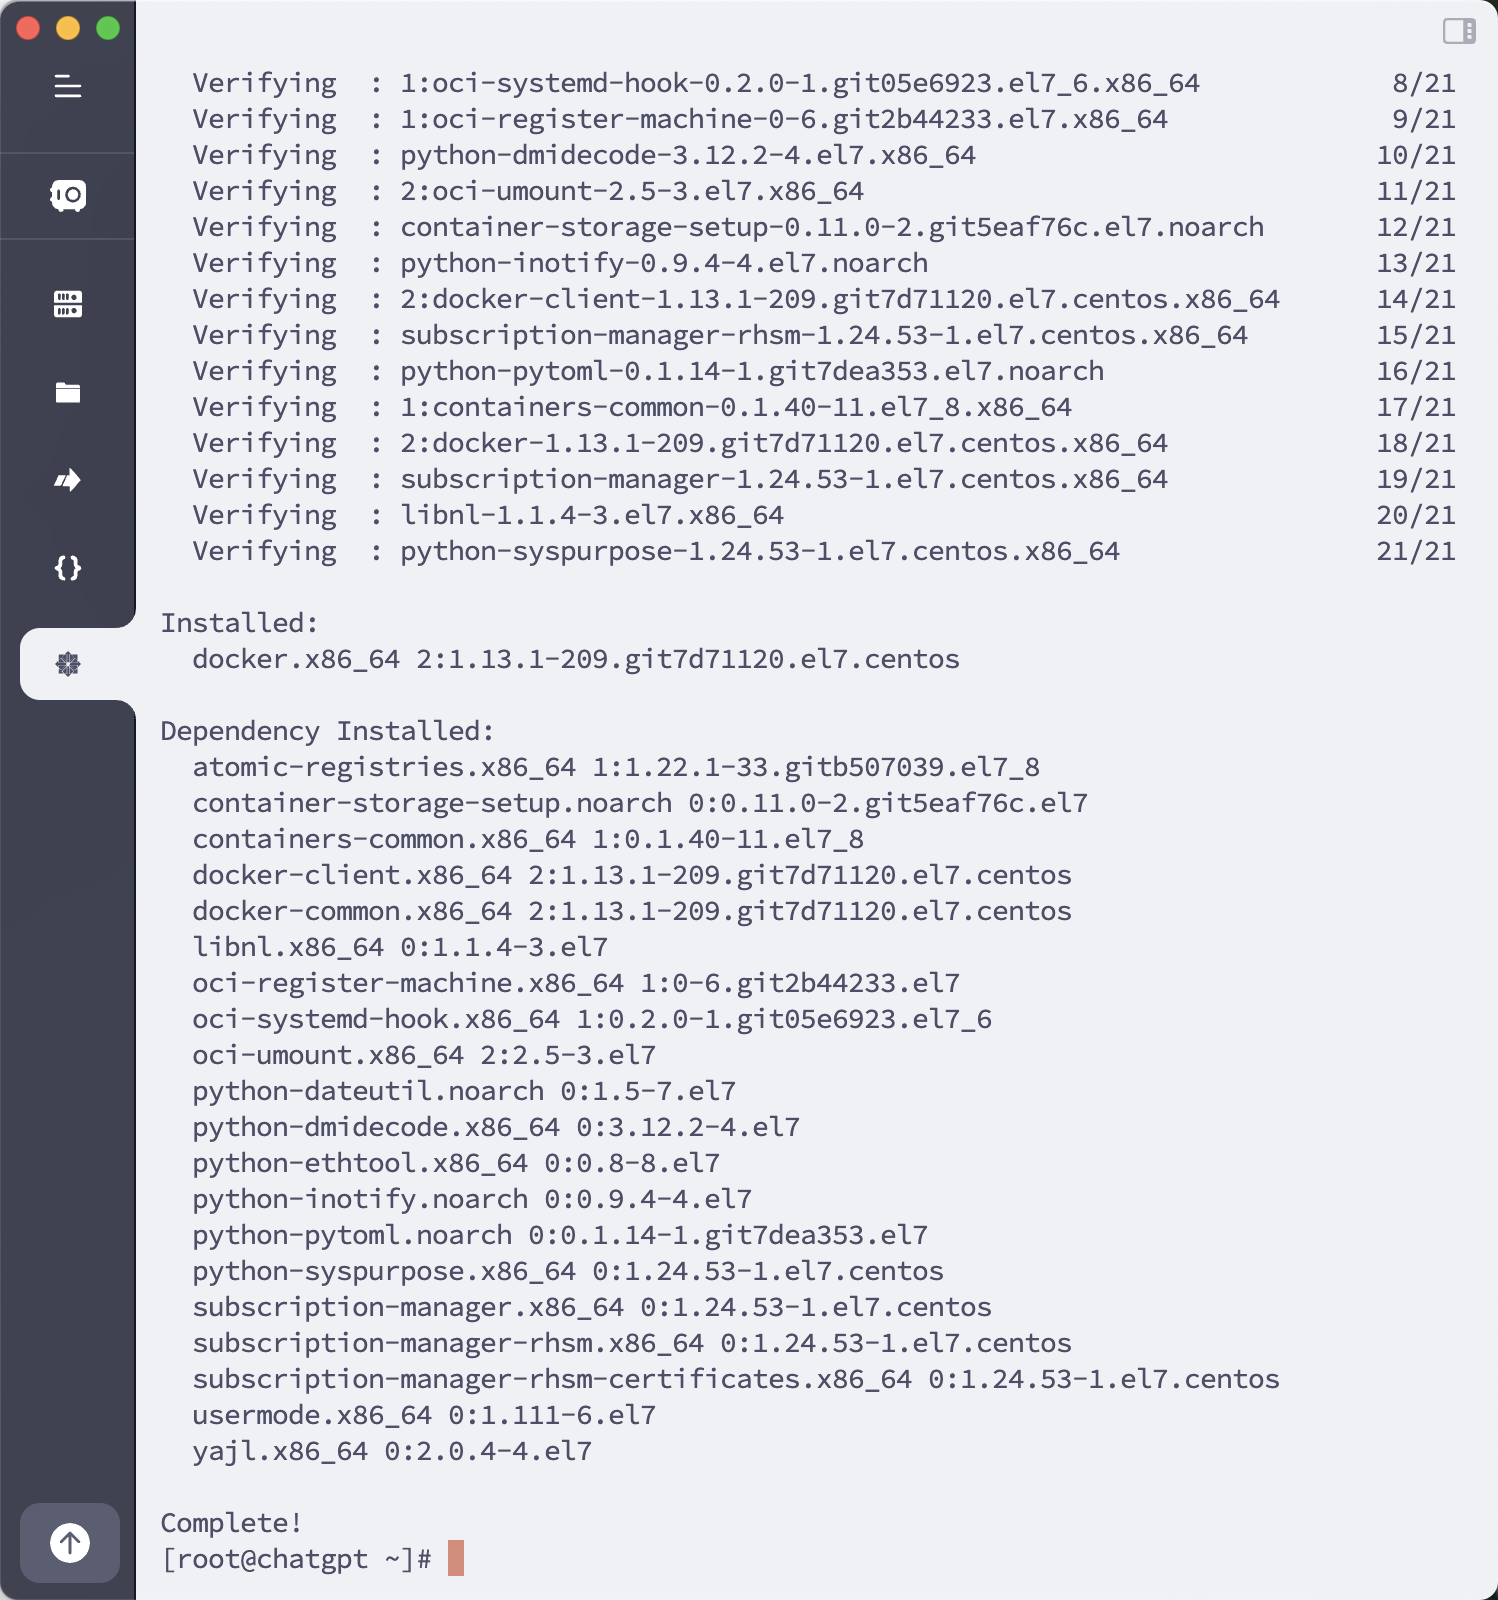 Verifying  : 1:oci-systemd-hook-0.2.0-1.git05e6923.el7_6.x86_64 8/21
Verifying  : 1:oci-register-machine-0-6.git2b44233.el7.x86_64 9/21
Verifying  : python-dmidecode-3.12.2-4.el7.x86_64 10/21
Verifying  : 2:oci-umount-2.5-3.el7.x86_64 11/21
Verifying  : container-storage-setup-0.11.0-2.git5eaf76c.el7.noarch 12/21
Verifying  : python-inotify-0.9.4-4.el7.noarch 13/21
Verifying  : 2:docker-client-1.13.1-209.git7d71120.el7.centos.x86_64 14/21
Verifying  : subscription-manager-rhsm-1.24.53-1.el7.centos.x86_64 15/21
Verifying  : python-pytoml-0.1.14-1.git7dea353.el7.noarch 16/21
Verifying  : 1:containers-common-0.1.40-11.el7_8.x86_64 17/21
Verifying  : 2:docker-1.13.1-209.git7d71120.el7.centos.x86_64 18/21
Verifying  : subscription-manager-1.24.53-1.el7.centos.x86_64 19/21
Verifying  : libnl-1.1.4-3.el7.x86_64 20/21
Verifying  : python-syspurpose-1.24.53-1.el7.centos.x86_64 21/21
Installed:
docker.x86_64 2:1.13.1-209.git7d71120.el7.centos
Dependency Installed:
atomic-registries.x86_64 1:1.22.1-33.gitb507039.el7_8
container-storage-setup.noarch 0:0.11.0-2.git5eaf76c.el7
containers-common.x86_64 1:0.1.40-11.el7_8
docker-client.x86_64 2:1.13.1-209.git7d71120.el7.centos
docker-common.x86_64 2:1.13.1-209.git7d71120.el7.centos
libnl.x86_64 0:1.1.4-3.el7
oci-register-machine.x86_64 1:0-6.git2b44233.el7
oci-systemd-hook.x86_64 1:0.2.0-1.git05e6923.el7_6
oci-umount.x86_64 2:2.5-3.el7
python-dateutil.noarch 0:1.5-7.el7
python-dmidecode.x86_64 0:3.12.2-4.el7
python-ethtool.x86_64 0:0.8-8.el7
python-inotify.noarch 0:0.9.4-4.el7
python-pytoml.noarch 0:0.1.14-1.git7dea353.el7
python-syspurpose.x86_64 0:1.24.53-1.el7.centos
subscription-manager.x86_64 0:1.24.53-1.el7.centos
subscription-manager-rhsm.x86_64 0:1.24.53-1.el7.centos
subscription-manager-rhsm-certificates.x86_64 0:1.24.53-1.el7.centos
usermode.x86_64 0:1.111-6.el7
yajl.x86_64 0:2.0.4-4.el7
Complete!
[root@chatgpt ~]#